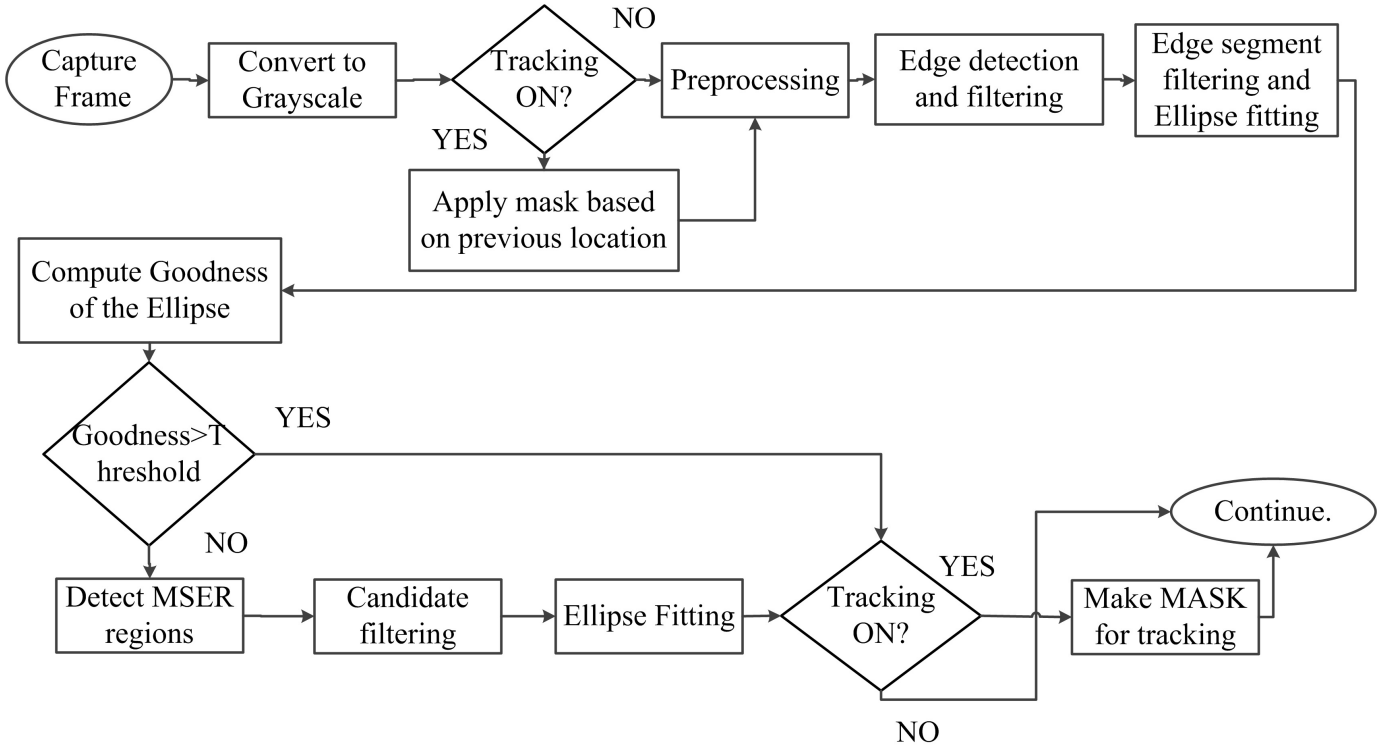 Capture
Frame
Convert to
Grayscale
Tracking
ON?
NO
YES
Apply mask based
on previous location
Preprocessing
Edge detection
and filtering
Edge segment
filtering and
Ellipse fitting
Compute Goodness
of the Ellipse
Goodness>T
hreshold
YES
NO
Detect MSER
regions
Candidate
filtering
Ellipse Fitting
Tracking
ON?
YES
NO
Make MASK
for tracking
Continue.